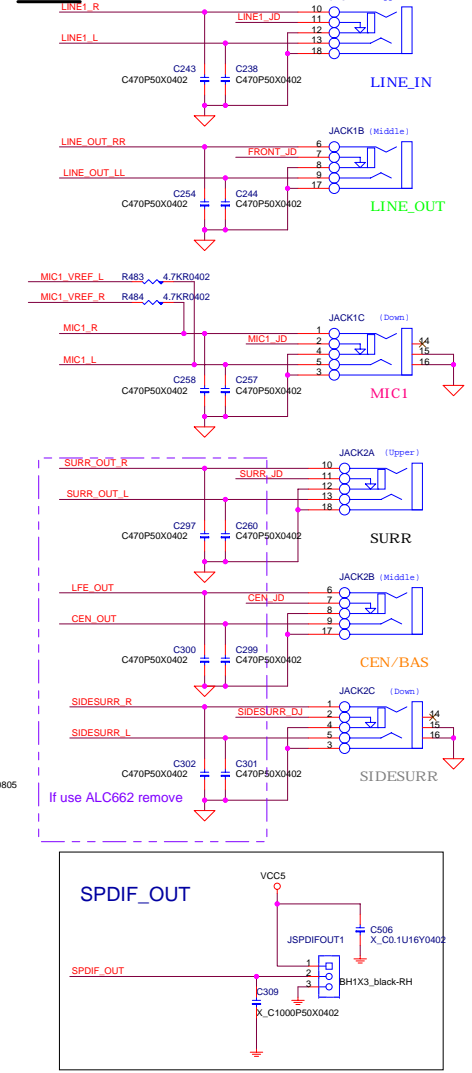 LINE1_R
10
LINE1_JD
11
12
LINE1_L
13
18
C243
C470P50X0402
C238
C470P50X0402
LINE_IN
JACK1B (Middle)
LINE_OUT_RR
6
FRONT_JD
7
8
LINE_OUT_LL
9
17
C254
C470P50X0402
C244
C470P50X0402
LINE_OUT
MIC1_VREF_L R483 4.7KR0402
MIC1_VREF_R R484 4.7KR0402
JACK1C (Down)
MIC1_R
1
MIC1_JD
2
14
4
15
MIC1_L
5
16
3
C258
C470P50X0402
C257
C470P50X0402
MIC1
JACK2A (Upper)
SURR_OUT_R
10
SURR_JD
11
12
SURR_OUT_L
13
18
C297
C470P50X0402
C260
C470P50X0402
SURR
JACK2B (Middle)
LFE_OUT
6
CEN_JD
7
8
CEN_OUT
9
17
C300
C470P50X0402
C299
C470P50X0402
CEN/BAS
JACK2C (Down)
SIDESURR_R
1
SIDESURR_DJ
2
14
4
15
SIDESURR_L
5
16
3
C302
C470P50X0402
C301
C470P50X0402
SIDESURR
0805
If use ALC662 remove
SPDIF_OUT
VCC5
C506
X_C0.1U16Y0402
JSPDIFOUT1
1
SPDIF_OUT
2
3
BH1X3_black-RH
C309
X_C1000P50X0402